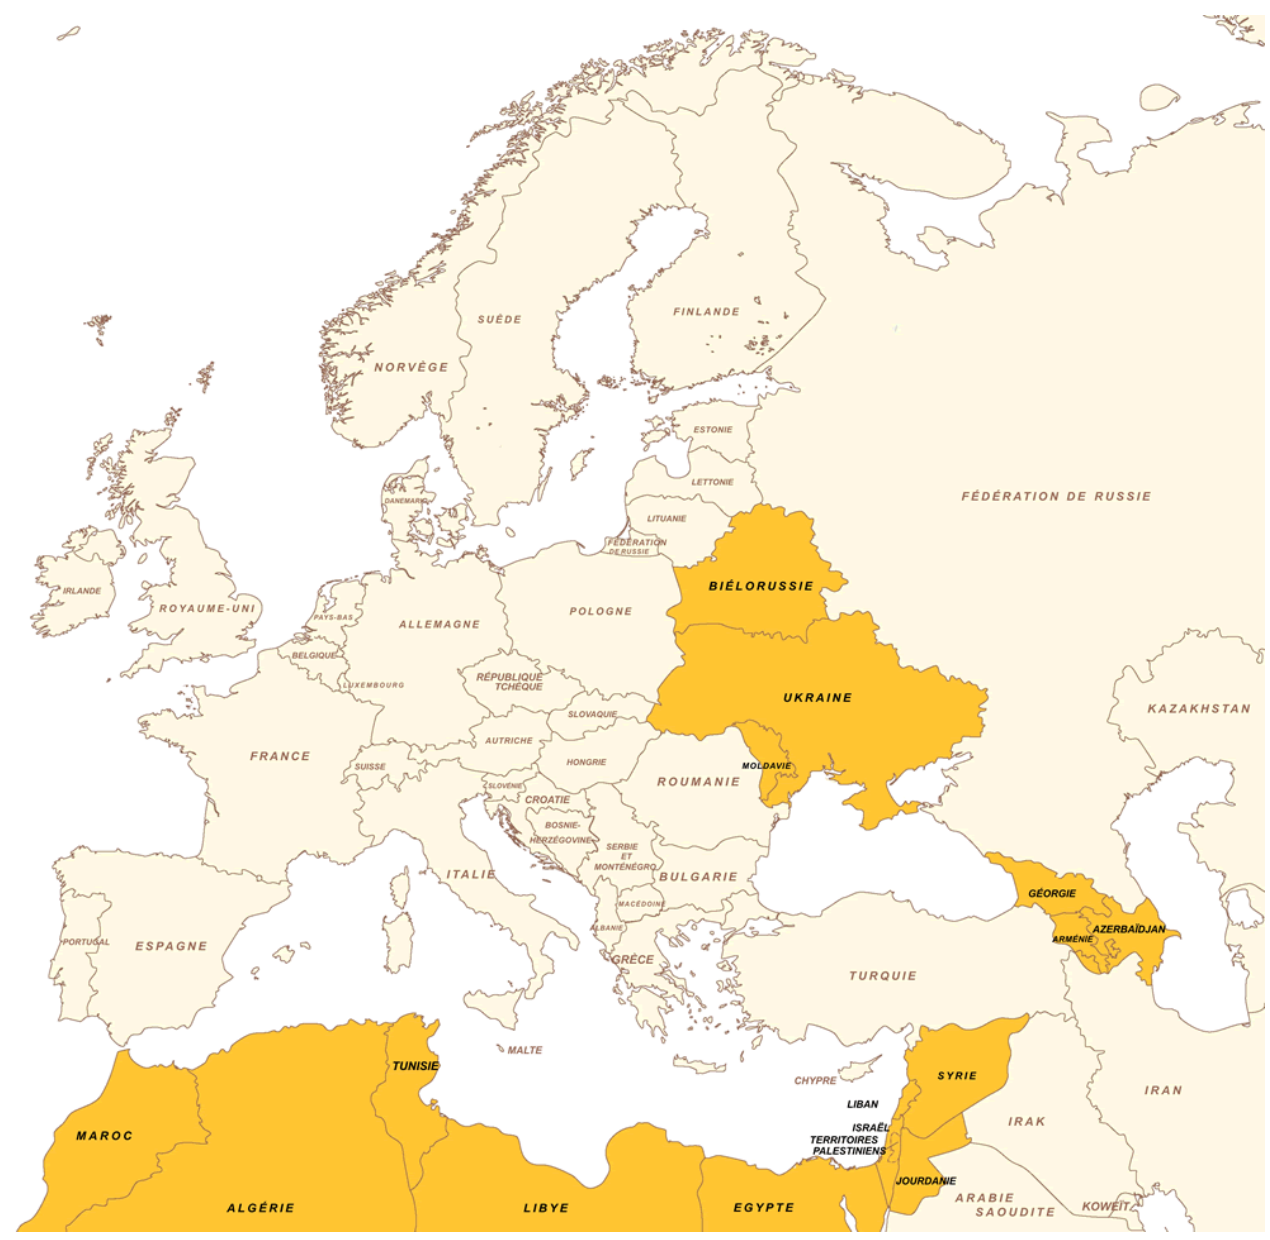 SUÈDE
FINLANDE
NORVÈGE
ESTONIE
LETTONIE
FÉDÉRATION DE RUSSIE
DANEMARK
LITUANIE
FÉDÉRATION
DE RUSSIE
IRLANDE
ROYAUME-UNI
PAYS-BAS
ALLEMAGNE
POLOGNE
BIÉLORUSSIE
BELGIQUE
LUXEMBOURG
RÉPUBLIQUE
TCHÈQUE
UKRAINE
SLOVAQUIE
KAZAKHSTAN
AUTRICHE
FRANCE
SUISSE
HONGRIE
MOLDAVIE
ROUMANIE
SLOVÉNIE
CROATIE
BOSNIE-
HERZÉGOVINE
SERBIE
ET
MONTÉNÉGRO
ITALIE
BULGARIE
GÉORGIE
MACÉDOINE
ALBANIE
AZERBAÏDJAN
ARMÉNIE
PORTUGAL
ESPAGNE
GRÈCE
TURQUIE
MALTE
TUNISIE
CHYPRE
SYRIE
IRAN
LIBAN
IRAK
ISRAËL
MAROC
TERRITOIRES
PALESTINIENS
JOURDANIE
ARABIE
SAOUDITE
KOWEÏT
ALGÉRIE
LIBYE
EGYPTE